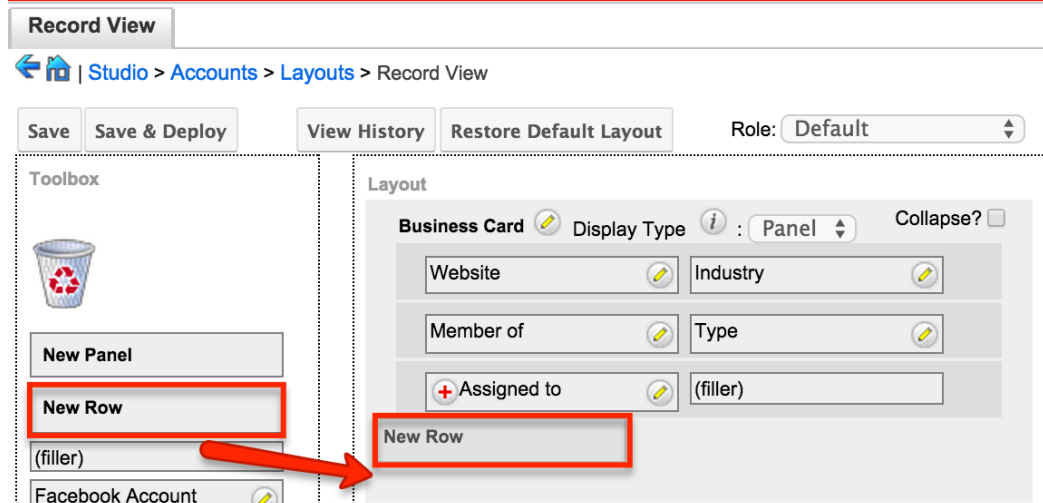 Record View
| Studio > Accounts > Layouts > Record View
Save Save & Deploy View History Restore Default Layout Role: Default
Toolbox
New Panel
New Row
(filler)
Facebook Account
Layout
Business Card Display Type i : Panel Collapse?
Website Industry
Member of Type
Assigned to (filler)
New Row